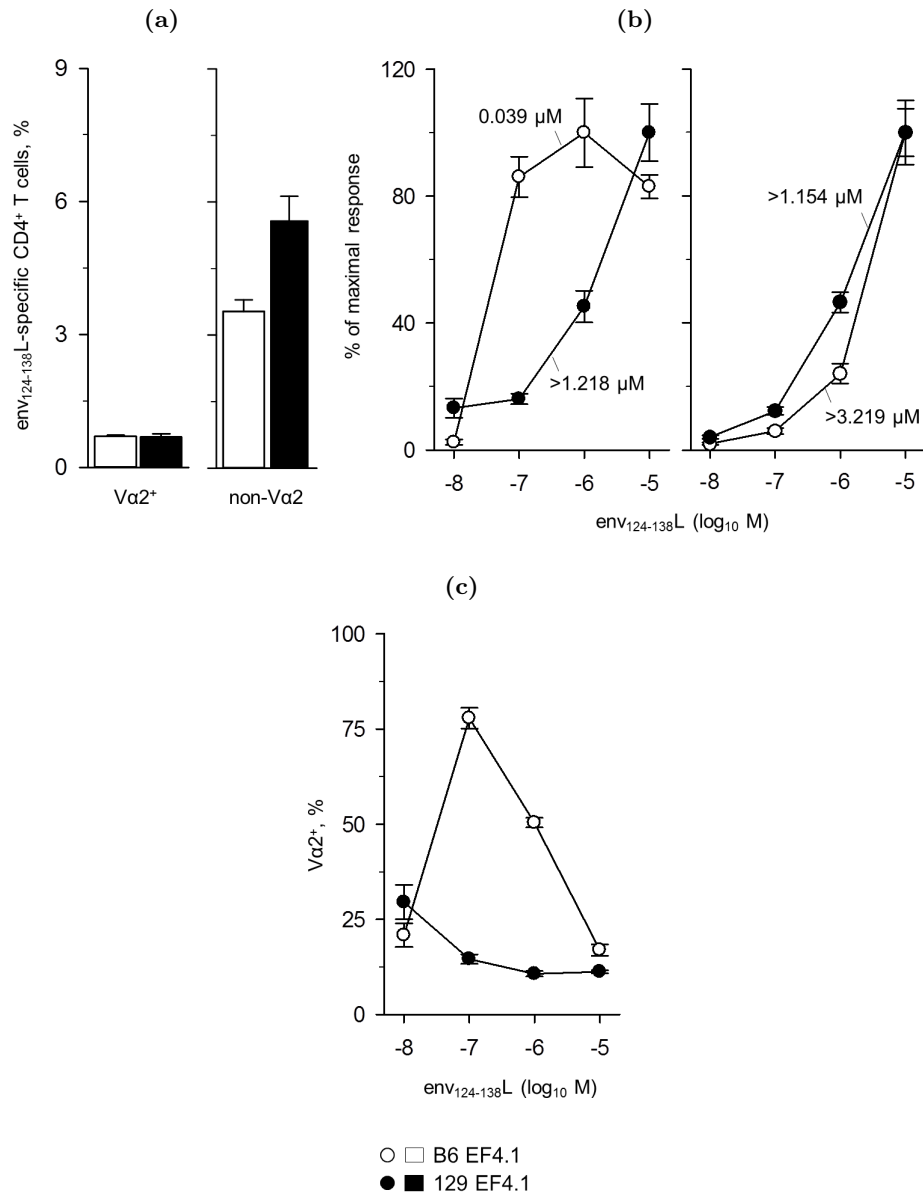 (a)
env₁₂₄₋₁₃₈L-specific CD4⁺ T cells, %
9
6
3
0
Vα2⁺
non-Vα2
(b)
% of maximal response
120
80
40
0
0.039 µM
>1.218 µM
>1.154 µM
>3.219 µM
-8 -7 -6 -5
-8 -7 -6 -5
env₁₂₄₋₁₃₈L (log₁₀ M)
(c)
Vα2⁺, %
100
75
50
25
0
-8 -7 -6 -5
env₁₂₄₋₁₃₈L (log₁₀ M)
B6 EF4.1
129 EF4.1